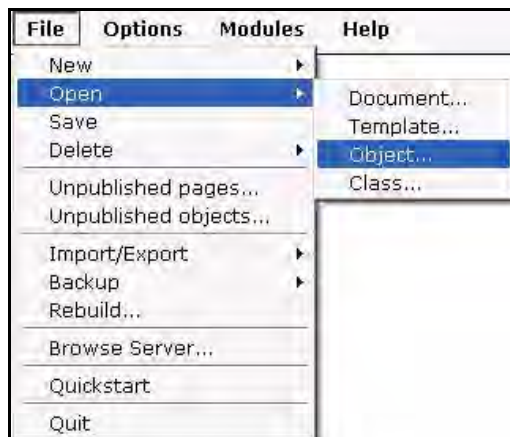 File Options Modules Help
New
Open
Save
Delete
Unpublished pages...
Unpublished objects...
Import/Export
Backup
Rebuild...
Browse Server...
Quickstart
Quit
Document...
Template...
Object...
Class...